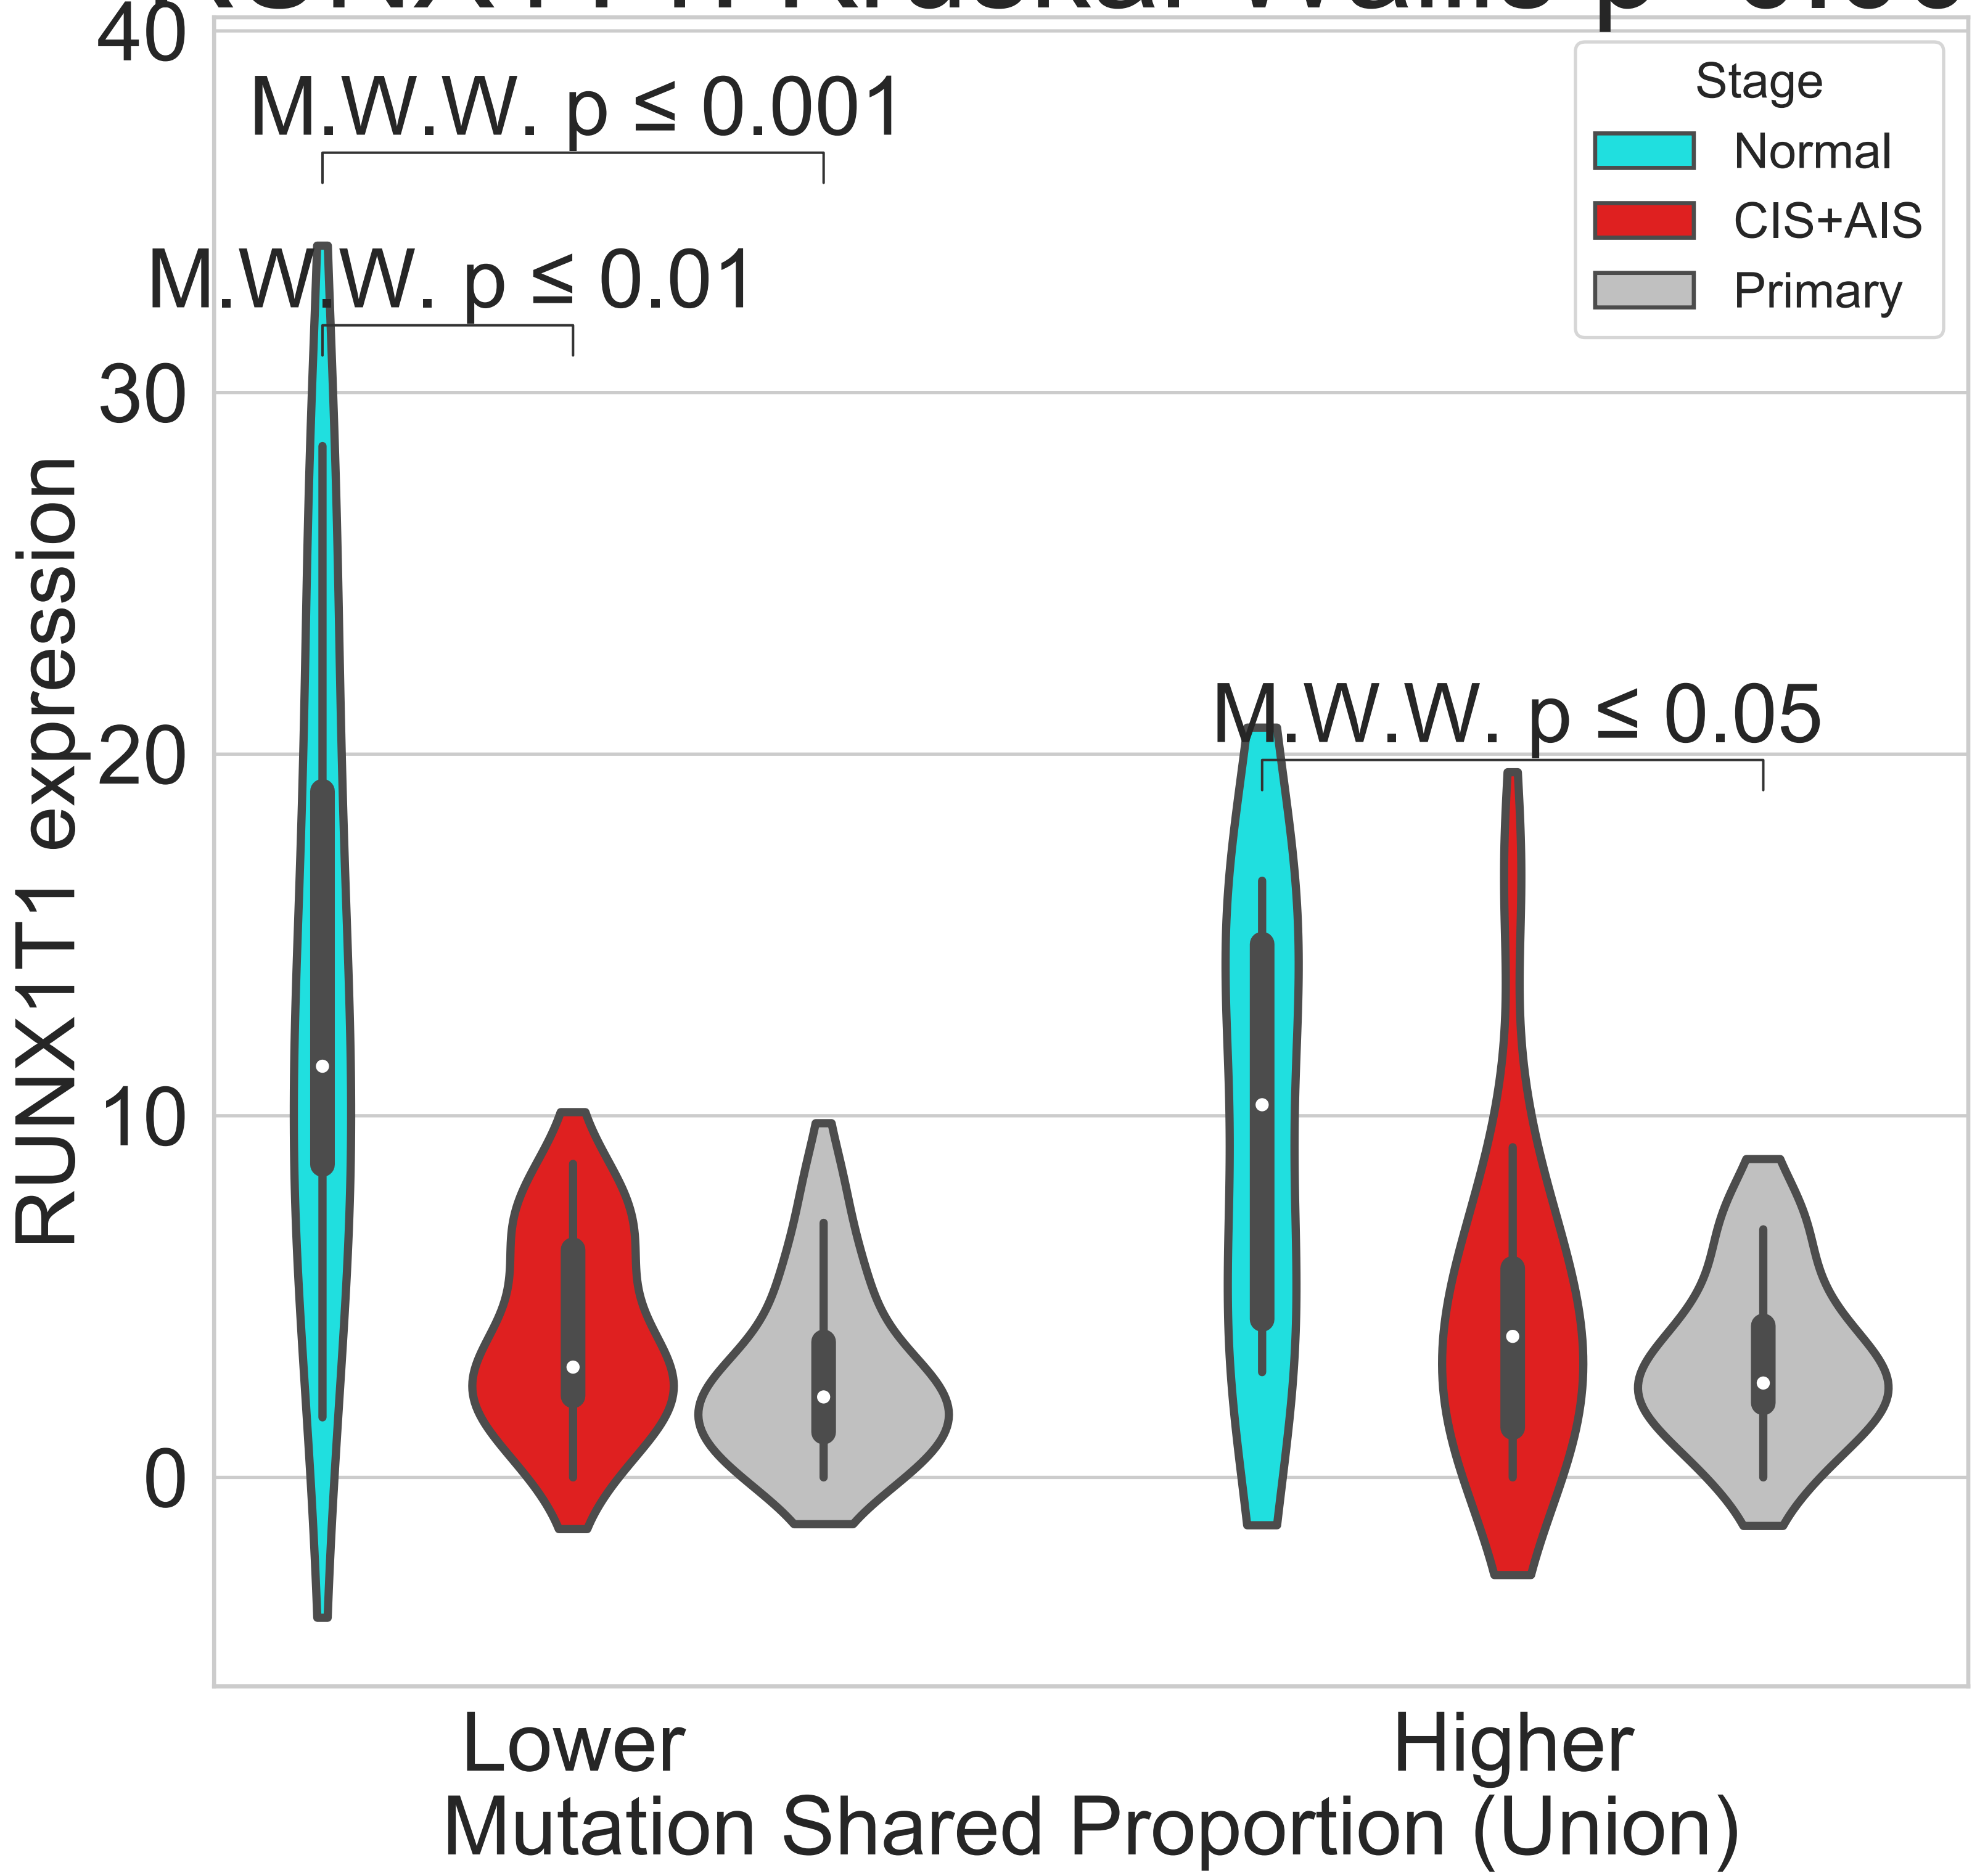 40
M.W.W. p ≤ 0.001
Stage
Normal
CIS+AIS
Primary
M.W.W. p ≤ 0.01
30
M.W.W. p ≤ 0.05
20
10
0
RUNX1T1 expression
Lower
Higher
Mutation Shared Proportion (Union)